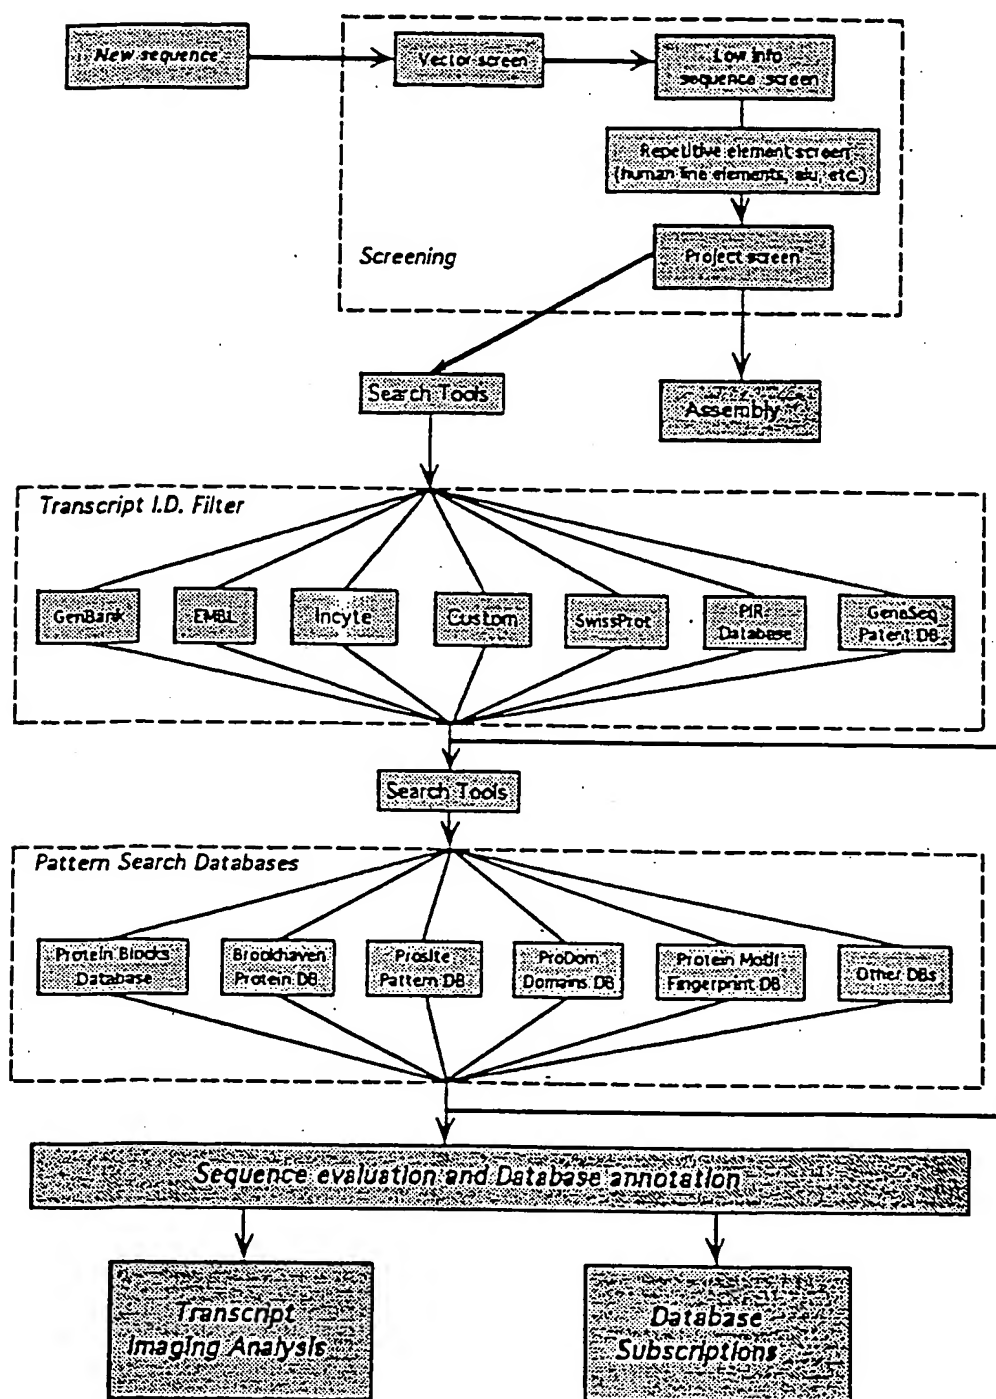 New sequence
Vector screen
Low info
sequence screen
Repetitive element screen
(human line elements, alu, etc.)
Project screen
Screening
Search Tools
Assembly
Transcript I.D. Filter
GenBank
EMBL
Incyte
Custom
SwissProt
PIR
Database
GeneSeq
Patent DB
Search Tools
Pattern Search Databases
Protein Blocks
Database
Brookhaven
Protein DB
Prosite
Pattern DB
ProDom
Domains DB
Protein Motif
Fingerprint DB
Other DBs
Sequence evaluation and Database annotation
Transcript
Imaging Analysis
Database
Subscriptions